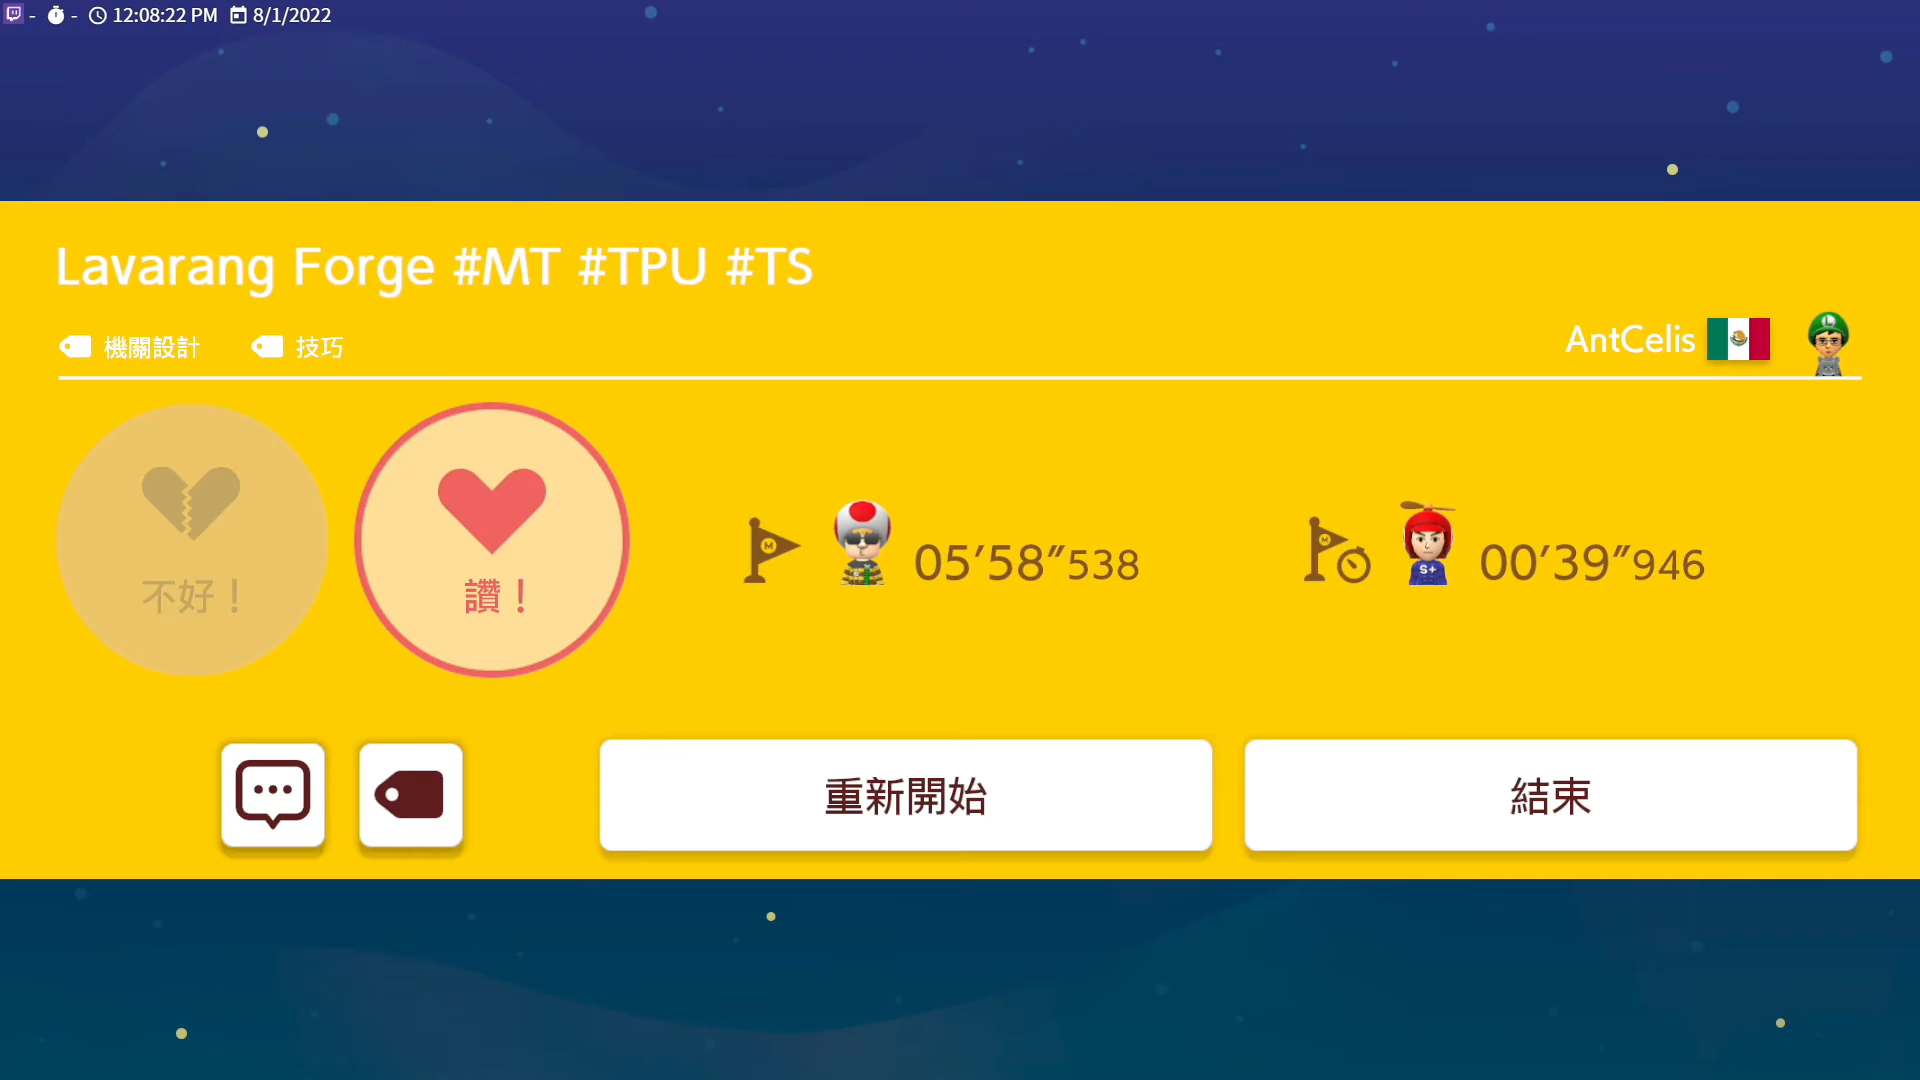 - - 12:08:22 PM 8/1/2022
Lavarang Forge #MT #TPU #TS
機關設計 技巧
AntCelis
不好！
讚！
M 05′58″538
M S+ 00′39″946
重新開始
結束